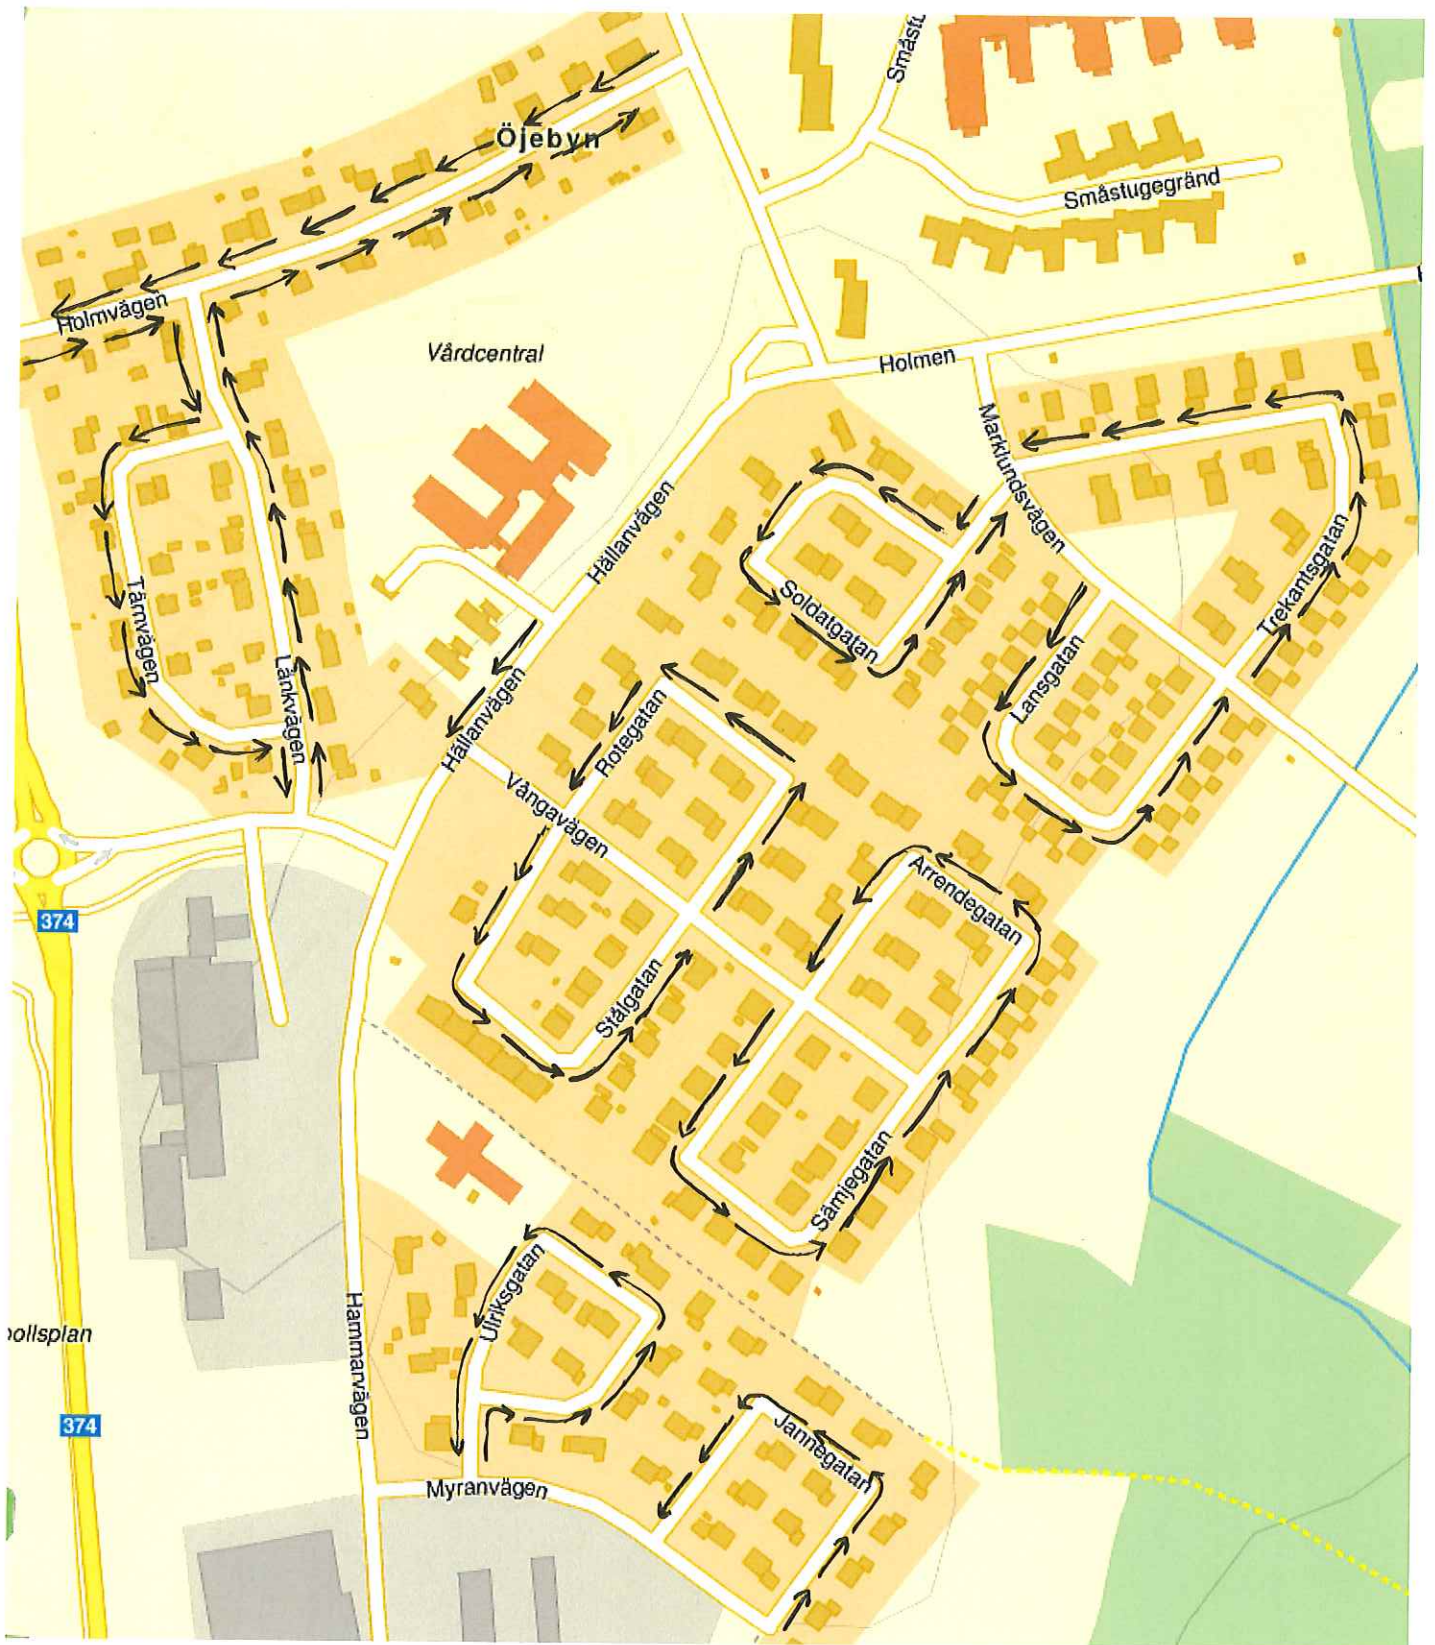 Öjebyn
Småstugegränd
Holmvägen
Vårdcentral
Holmen
Marklundsvägen
Hällanvägen
Soldatgatan
Trekantsgatan
Tärnvägen
Länkvägen
Lansgatan
Hällanvägen
Rotegatan
Vångavägen
Arrendegatan
374
Stålgatan
Sämjegatan
Ulriksgatan
Hammarvägen
ollsplan
374
Jannegatan
Myranvägen